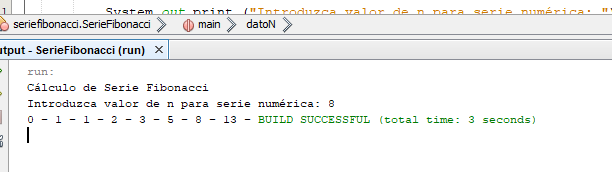 System.out.print ("Introduzca valor de n para serie numérica: "
seriefibonacci.SerieFibonacci main datoN
Output - SerieFibonacci (run)
run:
Cálculo de Serie Fibonacci
Introduzca valor de n para serie numérica: 8
0 - 1 - 1 - 2 - 3 - 5 - 8 - 13 - BUILD SUCCESSFUL (total time: 3 seconds)